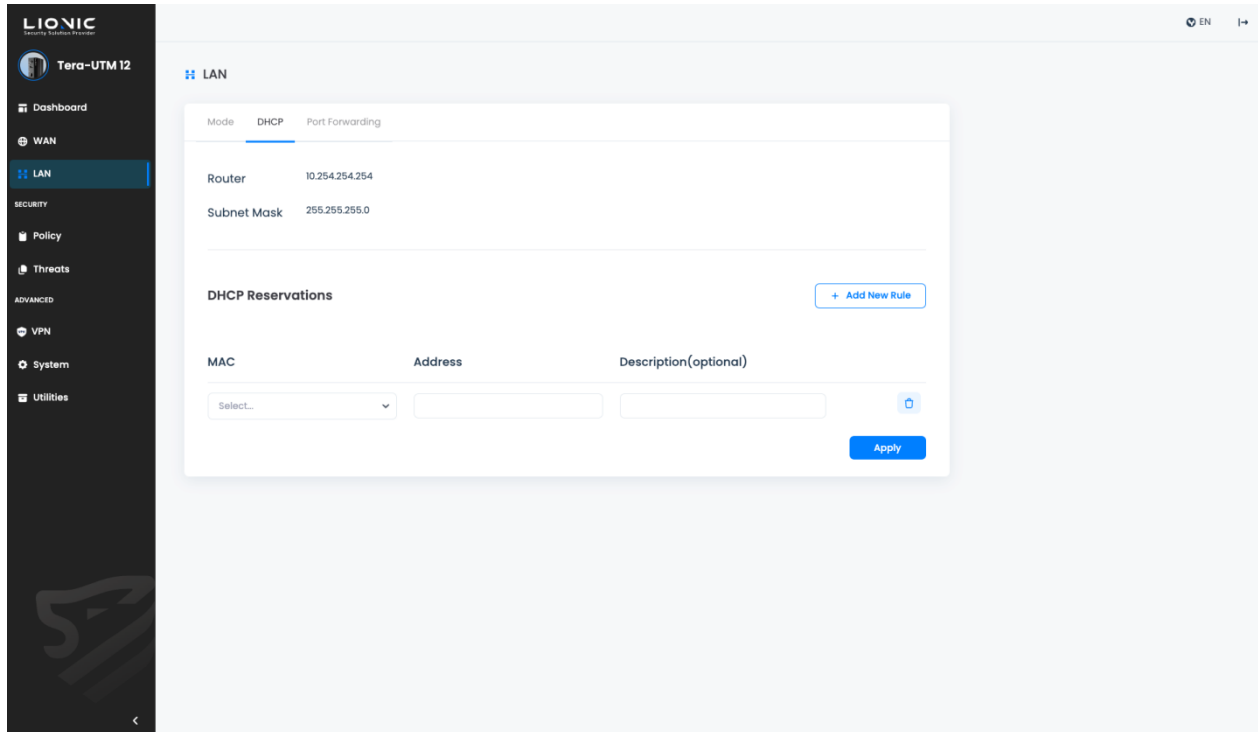 LIONIC
Security Solution Provider
EN
Tera-UTM 12
Dashboard
WAN
LAN
SECURITY
Policy
Threats
ADVANCED
VPN
System
Utilities
LAN
Mode DHCP Port Forwarding
Router 10.254.254.254
Subnet Mask 255.255.255.0
DHCP Reservations
+ Add New Rule
MAC Address Description(optional)
Select...
Apply